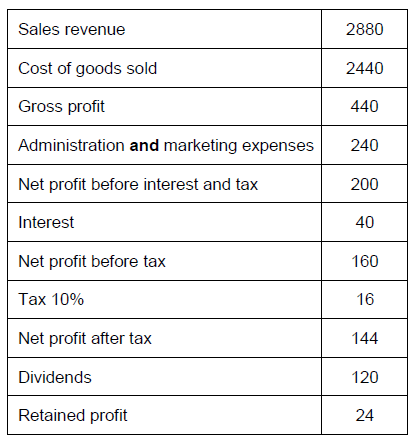 Sales revenue 2880
Cost of goods sold 2440
Gross profit 440
Administration and marketing expenses 240
Net profit before interest and tax 200
Interest 40
Net profit before tax 160
Tax 10% 16
Net profit after tax 144
Dividends 120
Retained profit 24